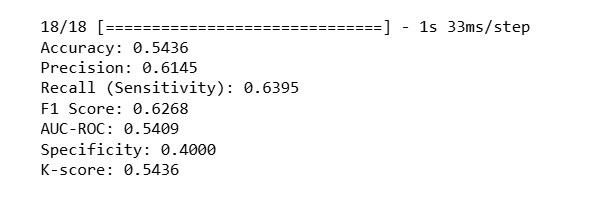 18/18 [==============================] - 1s 33ms/step
Accuracy: 0.5436
Precision: 0.6145
Recall (Sensitivity): 0.6395
F1 Score: 0.6268
AUC-ROC: 0.5409
Specificity: 0.4000
K-score: 0.5436